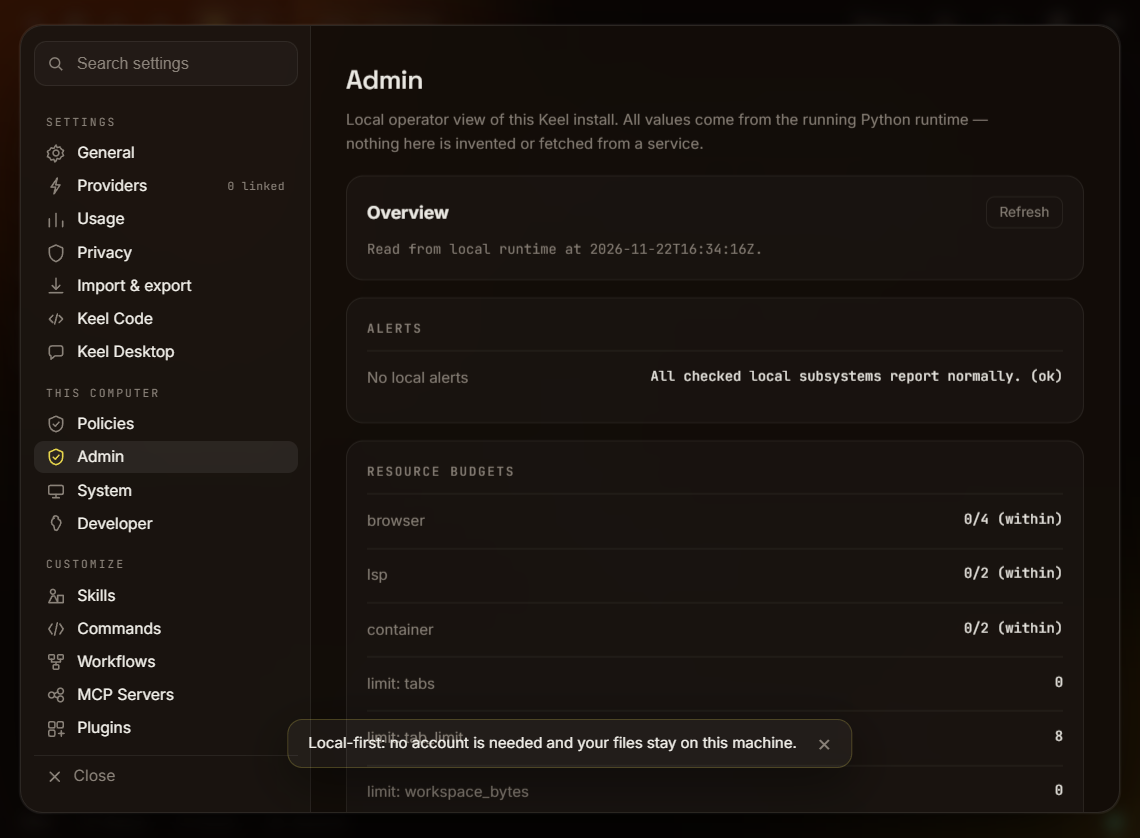 Search settings
SETTINGS
General
Providers 0 linked
Usage
Privacy
Import & export
Keel Code
Keel Desktop
THIS COMPUTER
Policies
Admin
System
Developer
CUSTOMIZE
Skills
Commands
Workflows
MCP Servers
Plugins
Close
Admin
Local operator view of this Keel install. All values come from the running Python runtime —
nothing here is invented or fetched from a service.
Overview
Refresh
Read from local runtime at 2026-11-22T16:34:16Z.
ALERTS
No local alerts All checked local subsystems report normally. (ok)
RESOURCE BUDGETS
browser 0/4 (within)
lsp 0/2 (within)
container 0/2 (within)
limit: tabs 0
limit: tab_limit 8
Local-first: no account is needed and your files stay on this machine.
limit: workspace_bytes 0